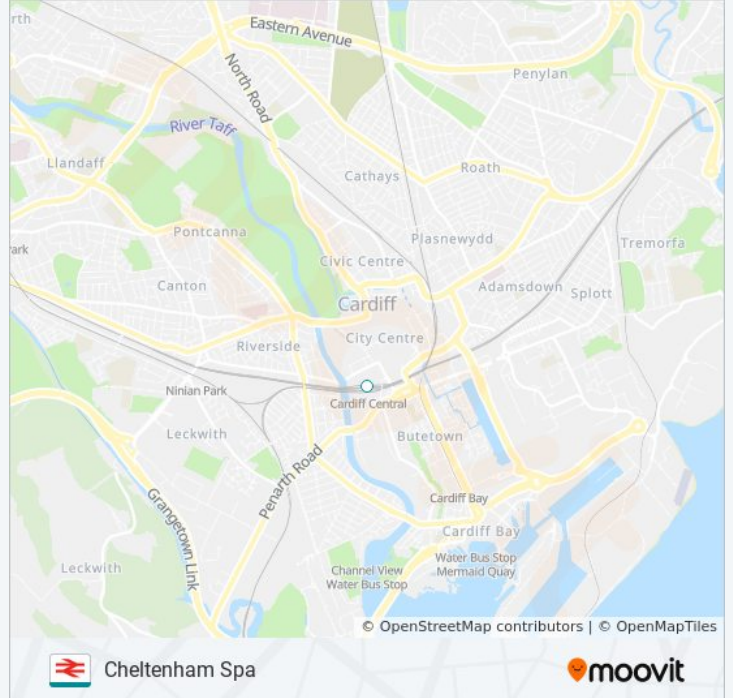 rth
Eastern Avenue
North Road
Penylan
River Taff
Llandaff
Cathays
Roath
Pontcanna
Plasnewydd
Tremorfa
ark
Civic Centre
Canton
Adamsdown
Splott
Cardiff
City Centre
Riverside
Ninian Park
Cardiff Central
Leckwith
Butetown
Penarth Road
Grangetown Link
Cardiff Bay
Cardiff Bay
Leckwith
Channel View
Water Bus Stop
Water Bus Stop
Mermaid Quay
© OpenStreetMap contributors | © OpenMapTiles
Cheltenham Spa
moovit